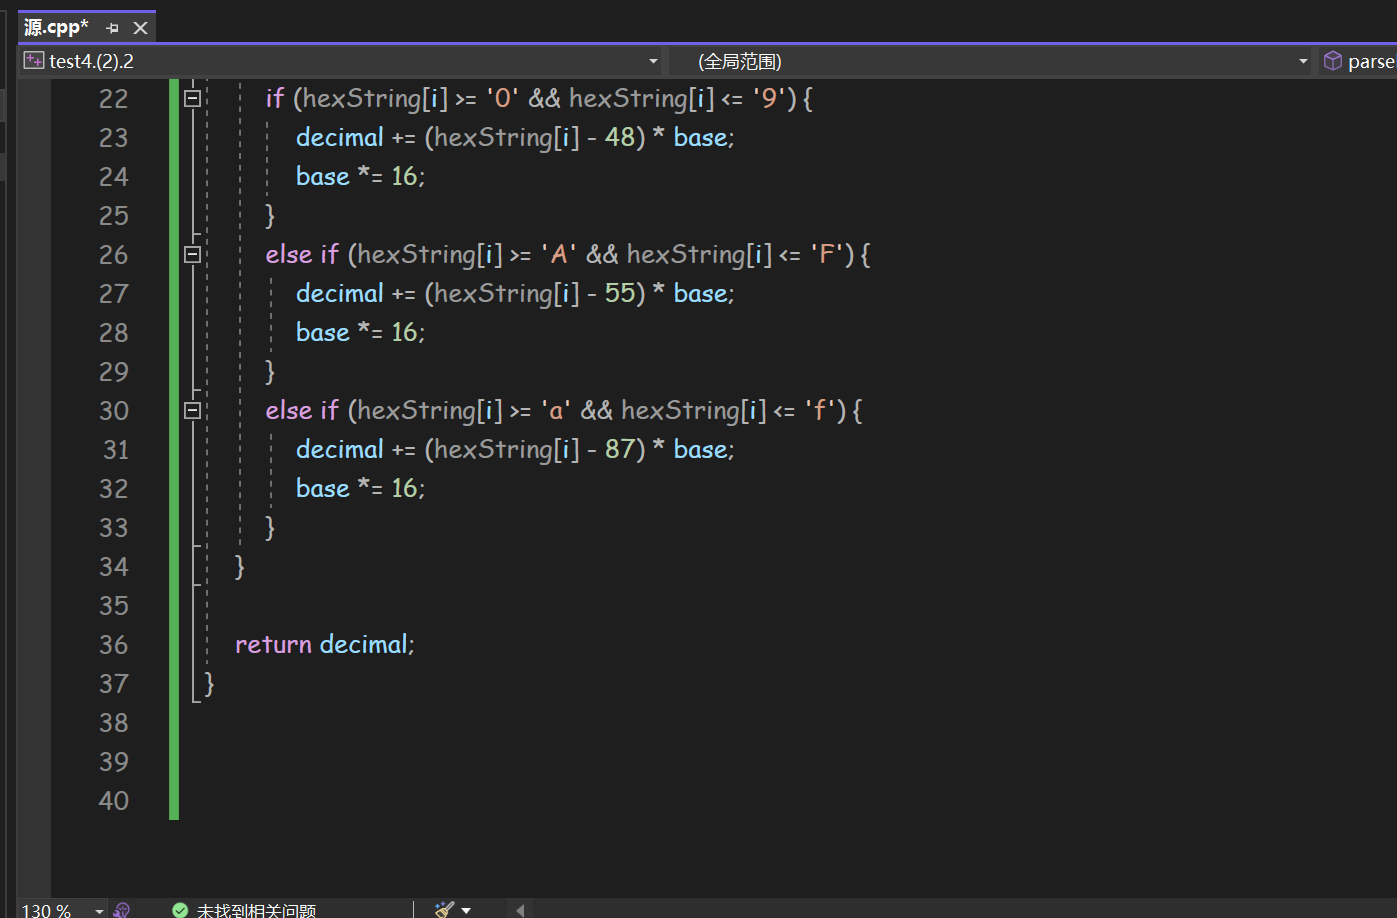 源.cpp*
test4.(2).2 (全局范围) parse
22 if (hexString[i] >= '0' && hexString[i] <= '9') {
23 decimal += (hexString[i] - 48) * base;
24 base *= 16;
25 }
26 else if (hexString[i] >= 'A' && hexString[i] <= 'F') {
27 decimal += (hexString[i] - 55) * base;
28 base *= 16;
29 }
30 else if (hexString[i] >= 'a' && hexString[i] <= 'f') {
31 decimal += (hexString[i] - 87) * base;
32 base *= 16;
33 }
34 }
35
36 return decimal;
37 }
38
39
40
130 % 未找到相关问题